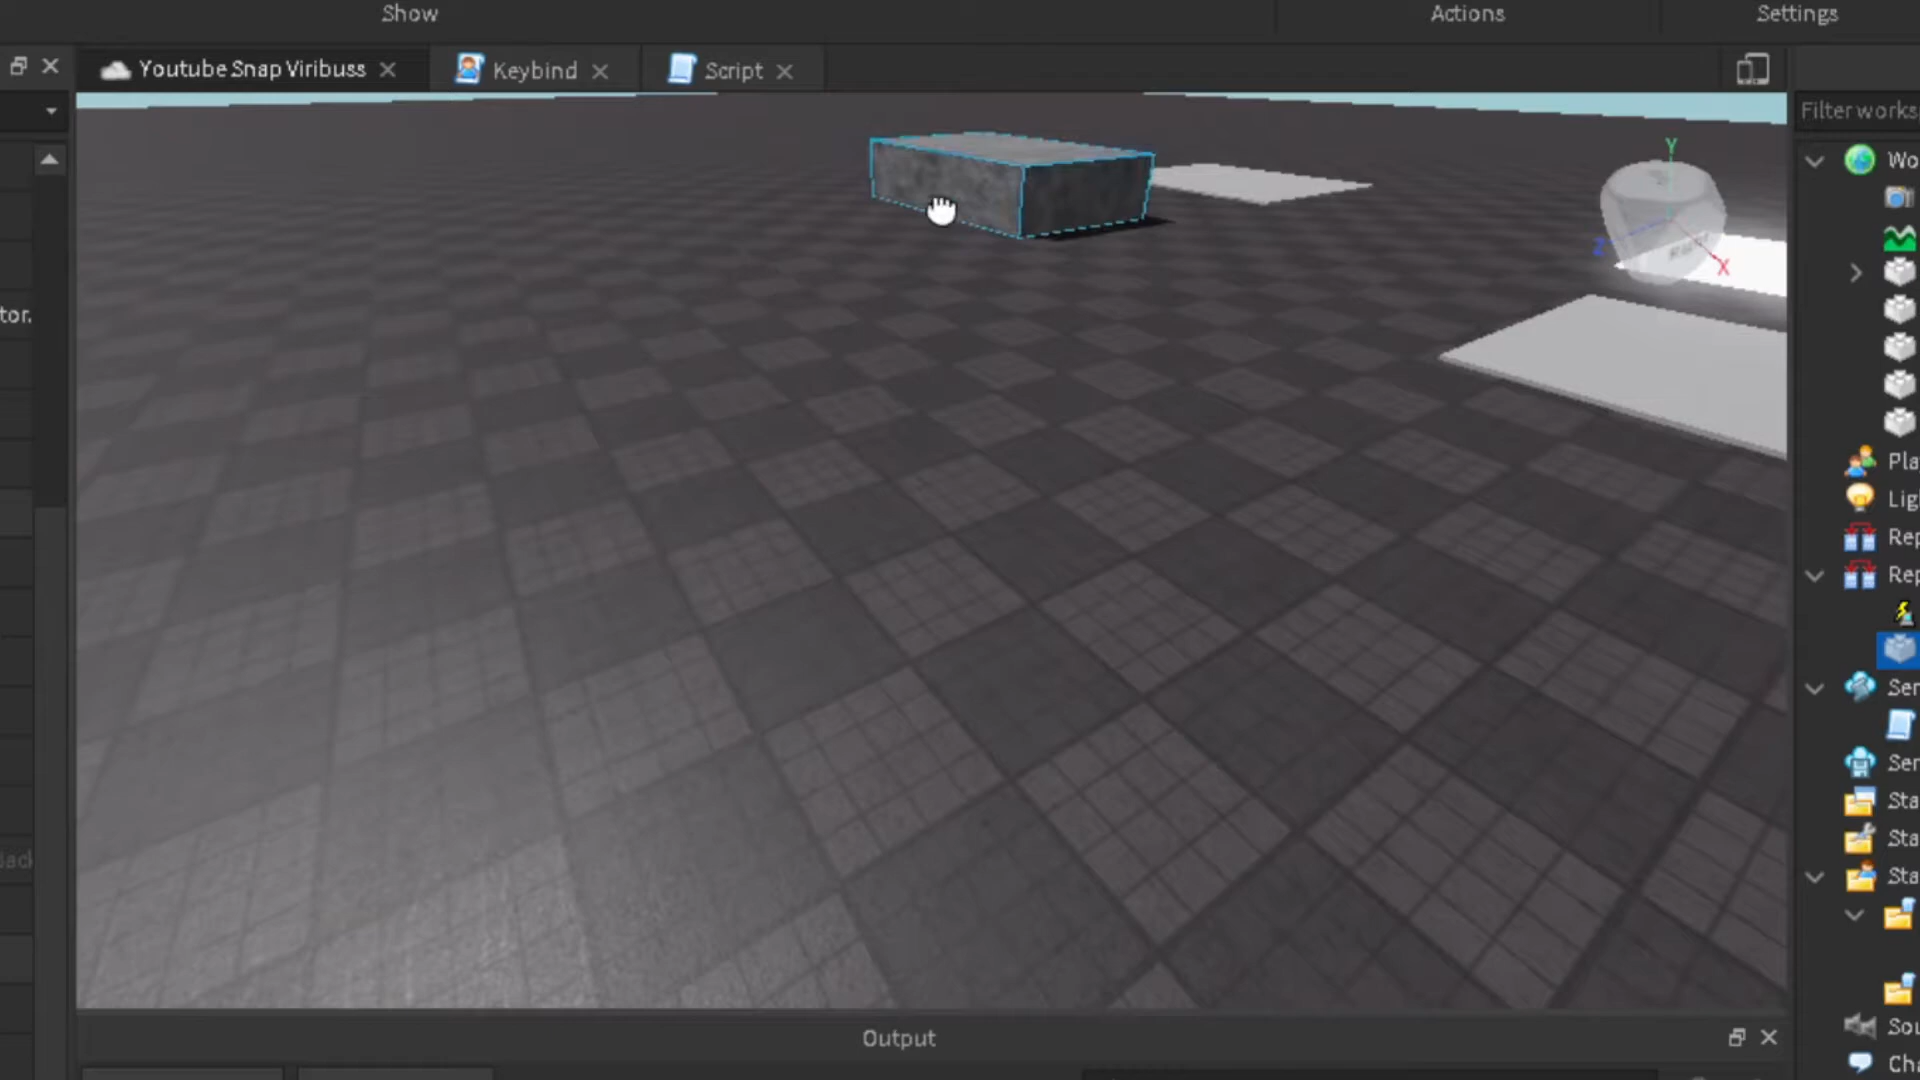 Show
Actions
Settings
Youtube Snap Viribuss
Keybind
Script
Filter works
Wo
Y
Z
X
tor.
Pla
Lig
Rep
Rep
Ser
Ser
Sta
Sta
Sta
Sou
Cha
Output